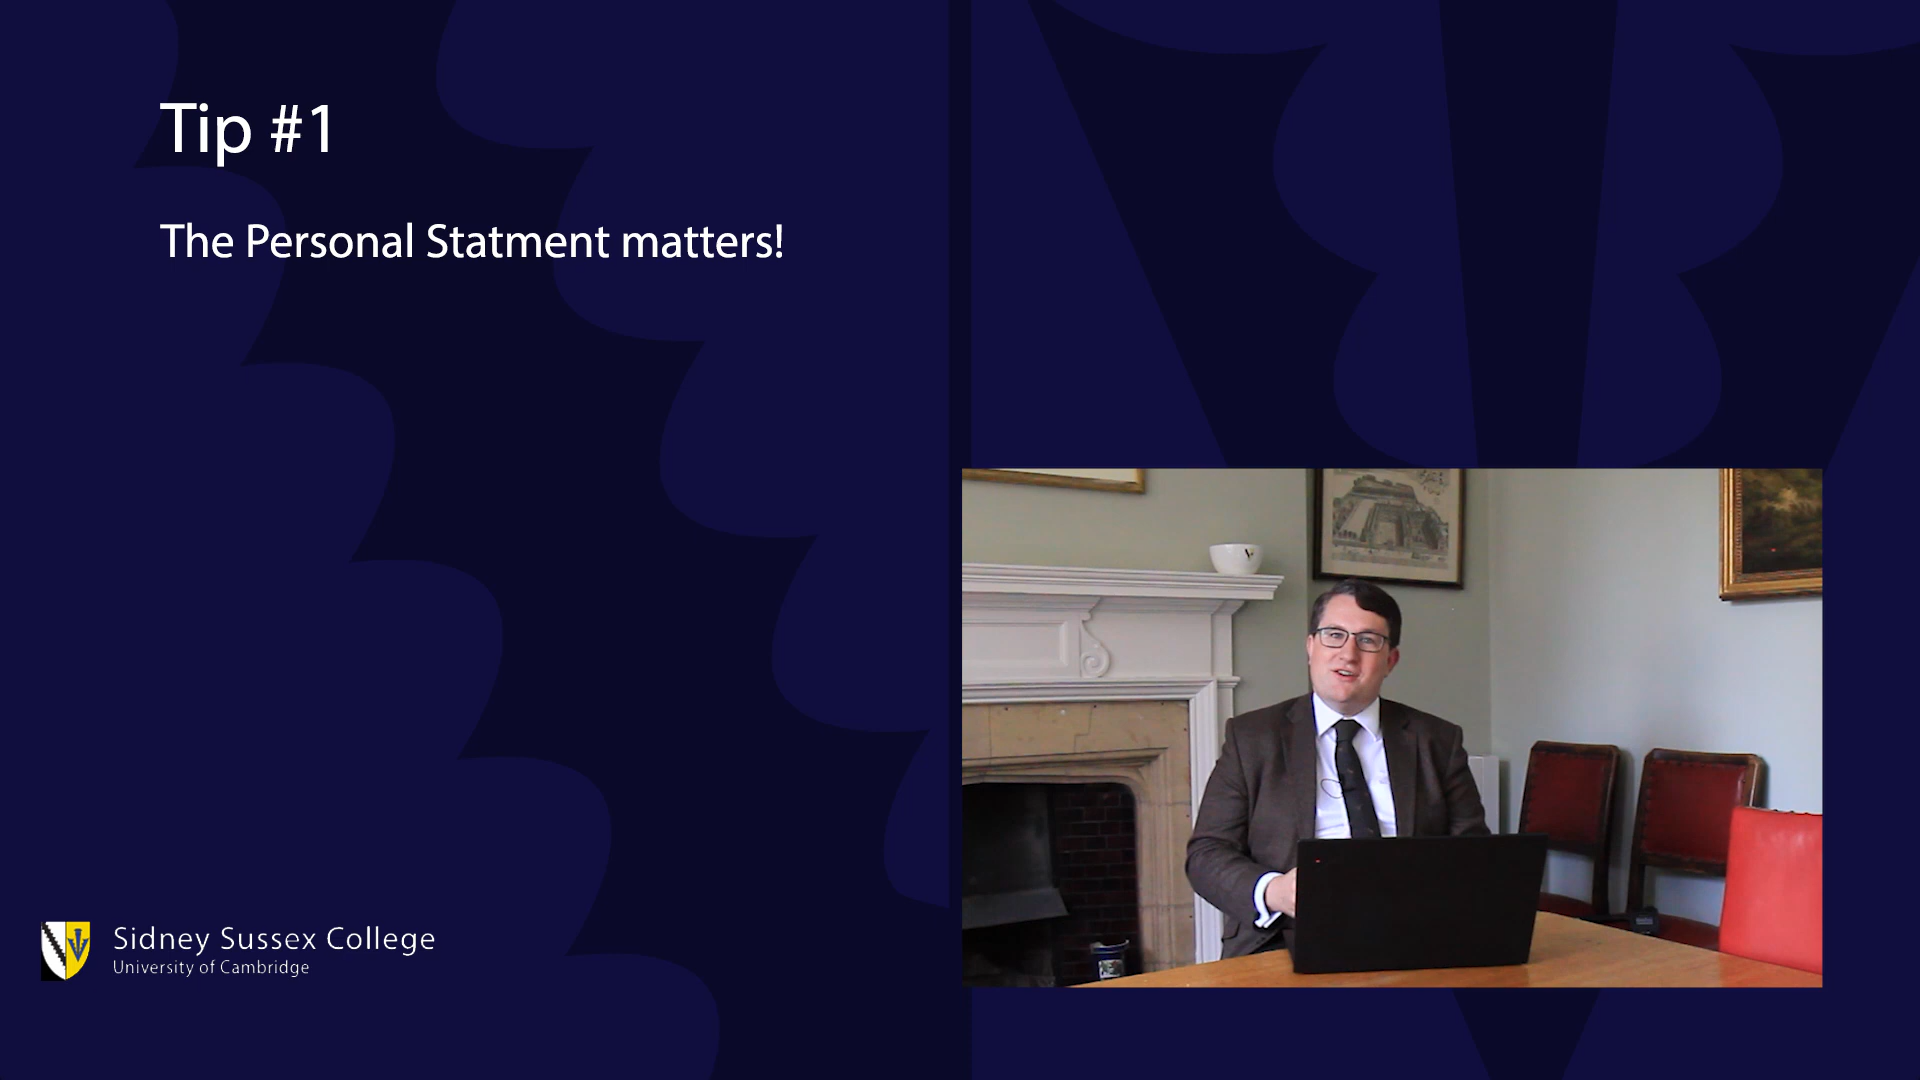 Tip #1
The Personal Statment matters!
Sidney Sussex College
University of Cambridge